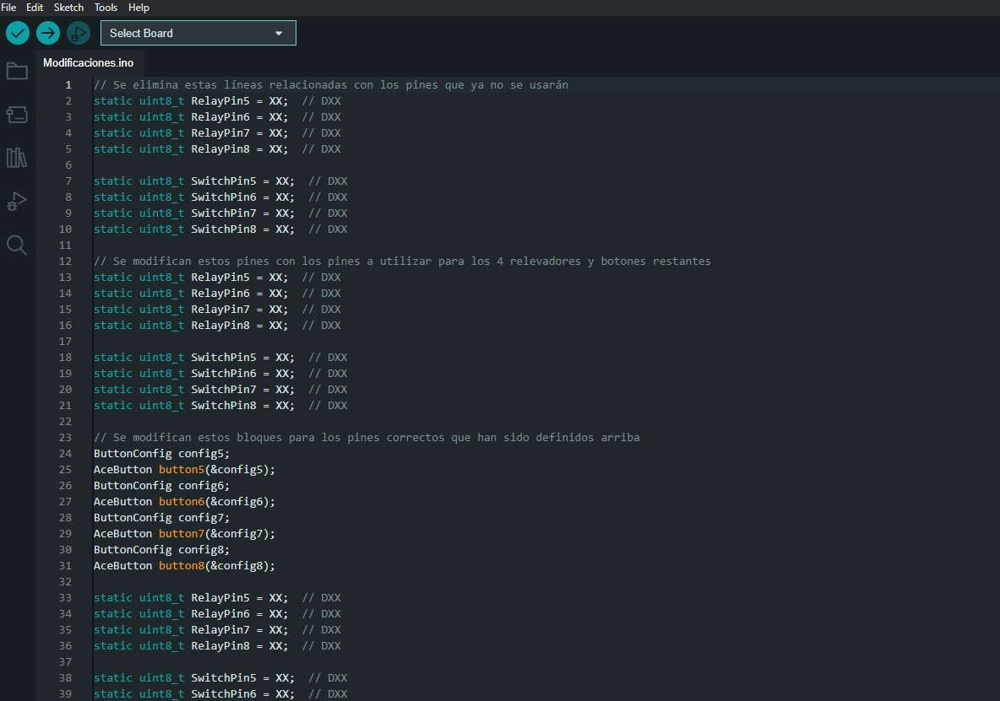 File Edit Sketch Tools Help
Select Board
Modificaciones.ino
1 // Se elimina estas líneas relacionadas con los pines que ya no se usarán
2 static uint8_t RelayPin5 = XX;  // DXX
3 static uint8_t RelayPin6 = XX;  // DXX
4 static uint8_t RelayPin7 = XX;  // DXX
5 static uint8_t RelayPin8 = XX;  // DXX
6
7 static uint8_t SwitchPin5 = XX;  // DXX
8 static uint8_t SwitchPin6 = XX;  // DXX
9 static uint8_t SwitchPin7 = XX;  // DXX
10 static uint8_t SwitchPin8 = XX;  // DXX
11
12 // Se modifican estos pines con los pines a utilizar para los 4 relevadores y botones restantes
13 static uint8_t RelayPin5 = XX;  // DXX
14 static uint8_t RelayPin6 = XX;  // DXX
15 static uint8_t RelayPin7 = XX;  // DXX
16 static uint8_t RelayPin8 = XX;  // DXX
17
18 static uint8_t SwitchPin5 = XX;  // DXX
19 static uint8_t SwitchPin6 = XX;  // DXX
20 static uint8_t SwitchPin7 = XX;  // DXX
21 static uint8_t SwitchPin8 = XX;  // DXX
22
23 // Se modifican estos bloques para los pines correctos que han sido definidos arriba
24 ButtonConfig config5;
25 AceButton button5(&config5);
26 ButtonConfig config6;
27 AceButton button6(&config6);
28 ButtonConfig config7;
29 AceButton button7(&config7);
30 ButtonConfig config8;
31 AceButton button8(&config8);
32
33 static uint8_t RelayPin5 = XX;  // DXX
34 static uint8_t RelayPin6 = XX;  // DXX
35 static uint8_t RelayPin7 = XX;  // DXX
36 static uint8_t RelayPin8 = XX;  // DXX
37
38 static uint8_t SwitchPin5 = XX;  // DXX
39 static uint8_t SwitchPin6 = XX;  // DXX